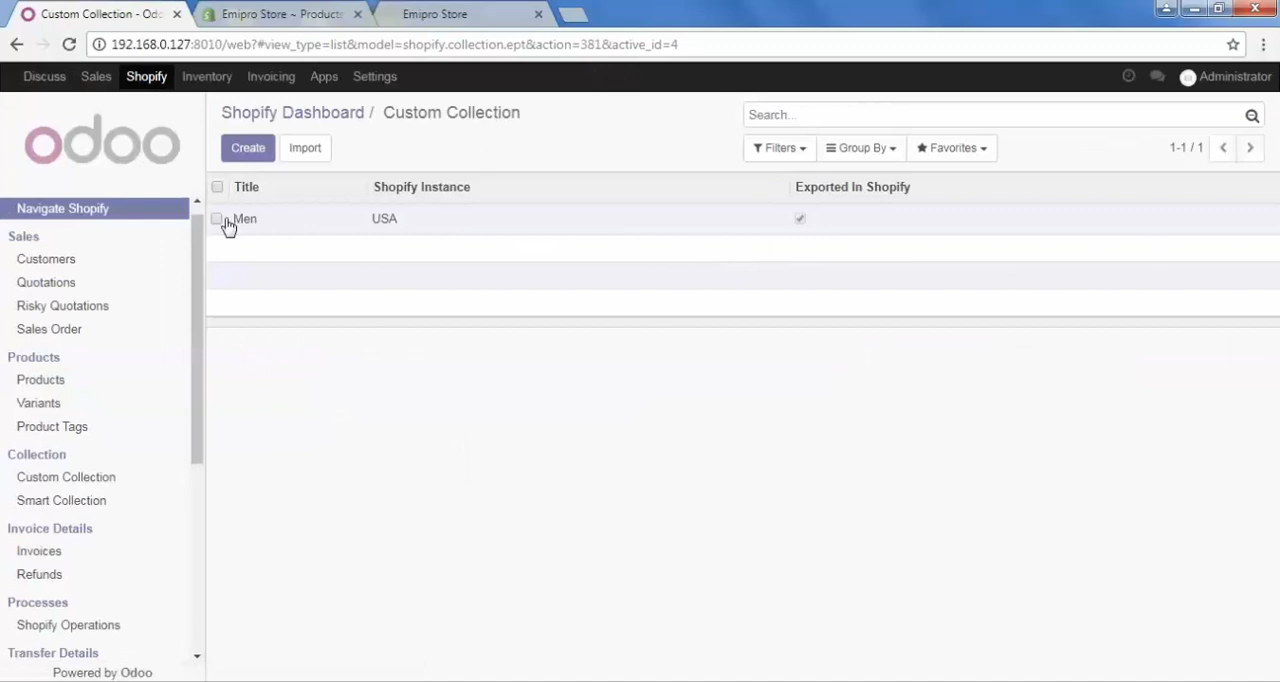 Custom Collection - Odo
Emipro Store ~ Products
Emipro Store
192.168.0.127:8010/web?#view_type=list&model=shopify.collection.ept&action=381&active_id=4
Discuss Sales Shopify Inventory Invoicing Apps Settings Administrator
odoo
Shopify Dashboard / Custom Collection
Search...
Create Import
Filters Group By Favorites 1-1 / 1
Title Shopify Instance Exported In Shopify
Men USA
Navigate Shopify
Sales
Customers
Quotations
Risky Quotations
Sales Order
Products
Products
Variants
Product Tags
Collection
Custom Collection
Smart Collection
Invoice Details
Invoices
Refunds
Processes
Shopify Operations
Transfer Details
Powered by Odoo